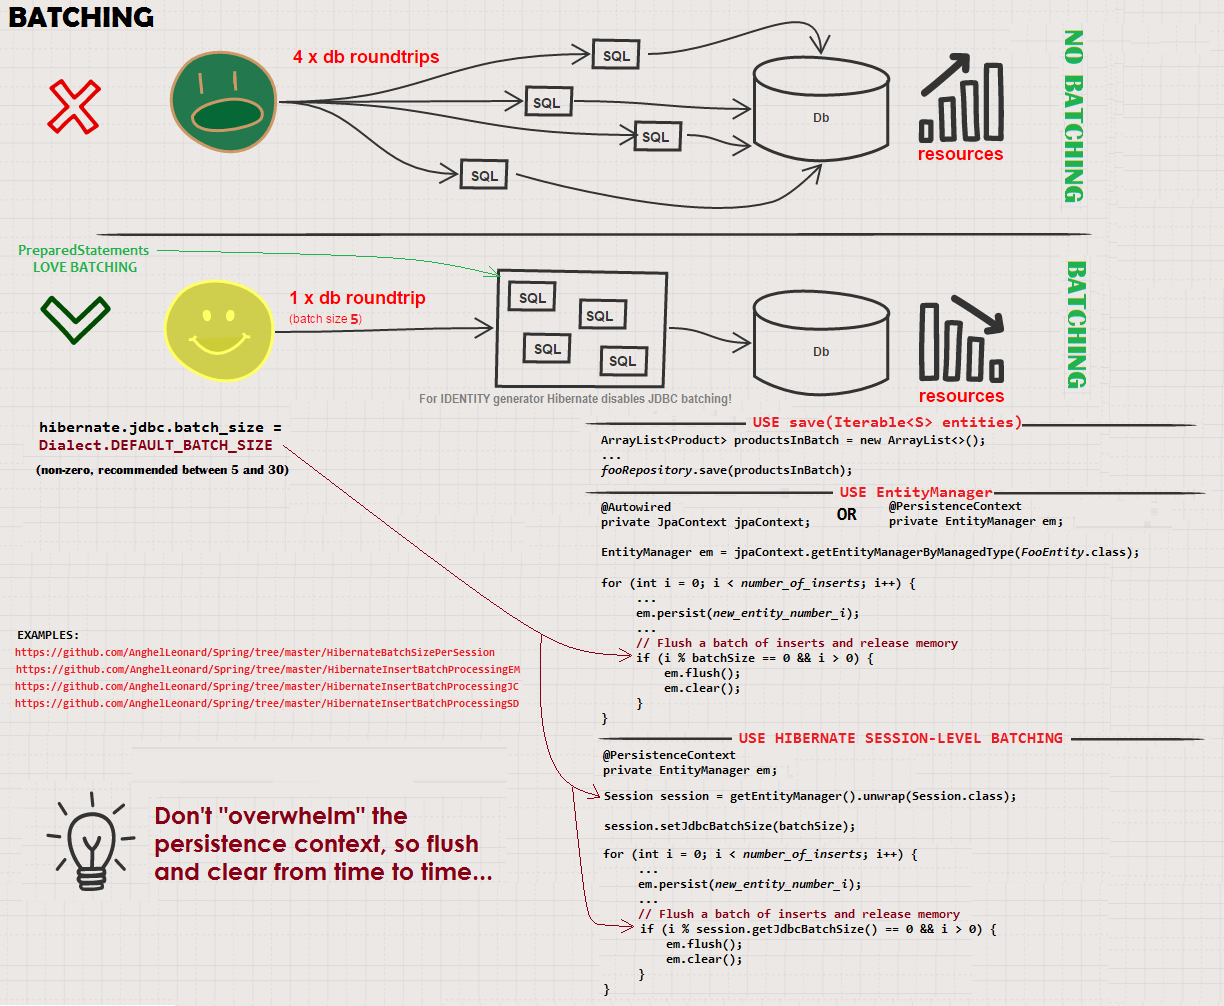 BATCHING
4 x db roundtrips
SQL
SQL
SQL
SQL
Db
resources
NO BATCHING
PreparedStatements
LOVE BATCHING
1 x db roundtrip
(batch size 5)
SQL
SQL
SQL
SQL
Db
resources
BATCHING
For IDENTITY generator Hibernate disables JDBC batching!
hibernate.jdbc.batch_size =
Dialect.DEFAULT_BATCH_SIZE
(non-zero, recommended between 5 and 30)
USE save(Iterable<S> entities)
ArrayList<Product> productsInBatch = new ArrayList<>();
...
fooRepository.save(productsInBatch);
USE EntityManager
@Autowired
private JpaContext jpaContext;
OR
@PersistenceContext
private EntityManager em;
EntityManager em = jpaContext.getEntityManagerByManagedType(FooEntity.class);
for (int i = 0; i < number_of_inserts; i++) {
...
em.persist(new_entity_number_i);
...
// Flush a batch of inserts and release memory
if (i % batchSize == 0 && i > 0) {
em.flush();
em.clear();
}
}
EXAMPLES:
https://github.com/AnghelLeonard/Spring/tree/master/HibernateBatchSizePerSession
https://github.com/AnghelLeonard/Spring/tree/master/HibernateInsertBatchProcessingEM
https://github.com/AnghelLeonard/Spring/tree/master/HibernateInsertBatchProcessingJC
https://github.com/AnghelLeonard/Spring/tree/master/HibernateInsertBatchProcessingSD
USE HIBERNATE SESSION-LEVEL BATCHING
@PersistenceContext
private EntityManager em;
Session session = getEntityManager().unwrap(Session.class);
session.setJdbcBatchSize(batchSize);
for (int i = 0; i < number_of_inserts; i++) {
...
em.persist(new_entity_number_i);
...
// Flush a batch of inserts and release memory
if (i % session.getJdbcBatchSize() == 0 && i > 0) {
em.flush();
em.clear();
}
}
Don't "overwhelm" the
persistence context, so flush
and clear from time to time...